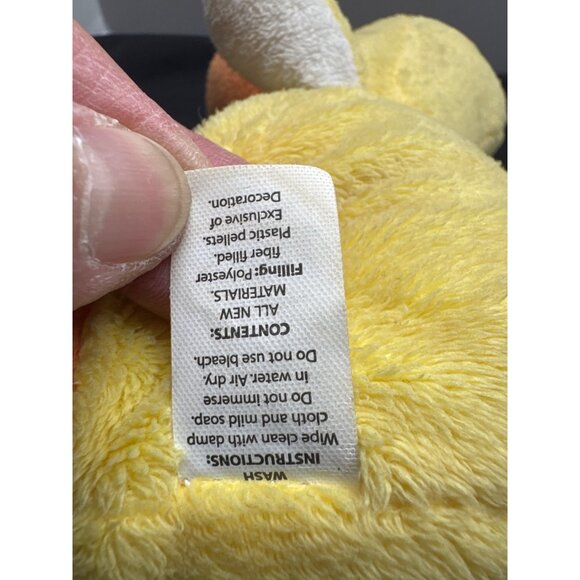 WASH
INSTRUCTIONS:
Wipe clean with damp
cloth and mild soap.
Do not immerse
in water. Air dry.
Do not use bleach.
CONTENTS:
ALL NEW
MATERIALS.
Filling: Polyester
fiber filled.
Plastic pellets.
Exclusive of
Decoration.